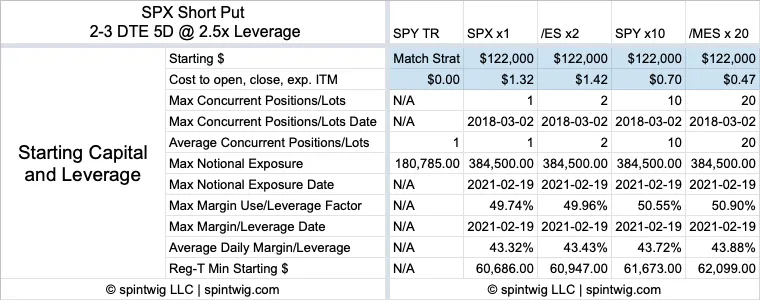 SPX Short Put
2-3 DTE 5D @ 2.5x Leverage
SPY TR SPX x1 /ES x2 SPY x10 /MES x 20
Starting Capital
and Leverage
Starting $ Match Strat $122,000 $122,000 $122,000 $122,000
Cost to open, close, exp. ITM $0.00 $1.32 $1.42 $0.70 $0.47
Max Concurrent Positions/Lots N/A 1 2 10 20
Max Concurrent Positions/Lots Date N/A 2018-03-02 2018-03-02 2018-03-02 2018-03-02
Average Concurrent Positions/Lots 1 1 2 10 20
Max Notional Exposure 180,785.00 384,500.00 384,500.00 384,500.00 384,500.00
Max Notional Exposure Date N/A 2021-02-19 2021-02-19 2021-02-19 2021-02-19
Max Margin Use/Leverage Factor N/A 49.74% 49.96% 50.55% 50.90%
Max Margin/Leverage Date N/A 2021-02-19 2021-02-19 2021-02-19 2021-02-19
Average Daily Margin/Leverage N/A 43.32% 43.43% 43.72% 43.88%
Reg-T Min Starting $ N/A 60,686.00 60,947.00 61,673.00 62,099.00
© spintwig LLC | spintwig.com © spintwig LLC | spintwig.com